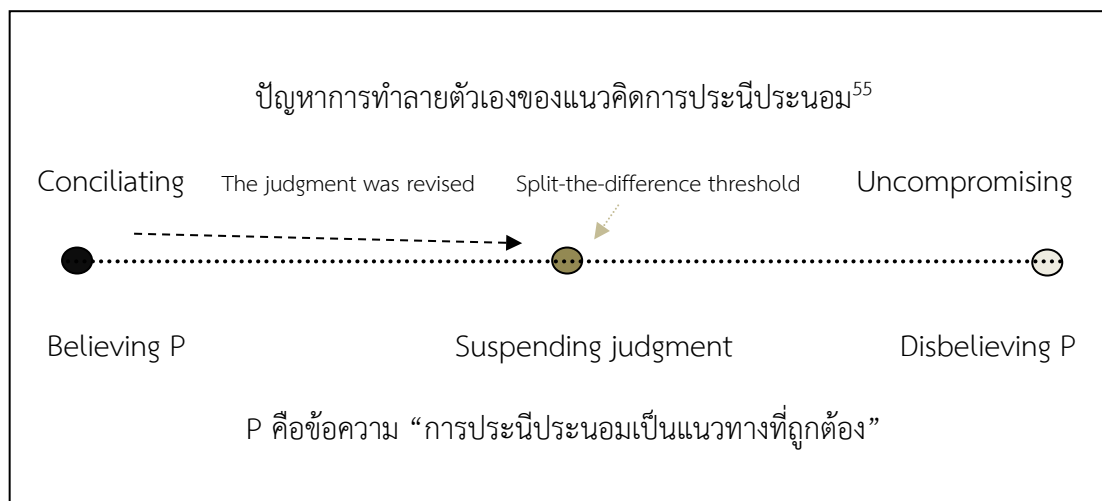 ปัญหาการทำลายตัวเองของแนวคิดการประนีประนอม55
Conciliating The judgment was revised Split-the-difference threshold Uncompromising
Believing P Suspending judgment Disbelieving P
P คือข้อความ “การประนีประนอมเป็นแนวทางที่ถูกต้อง”